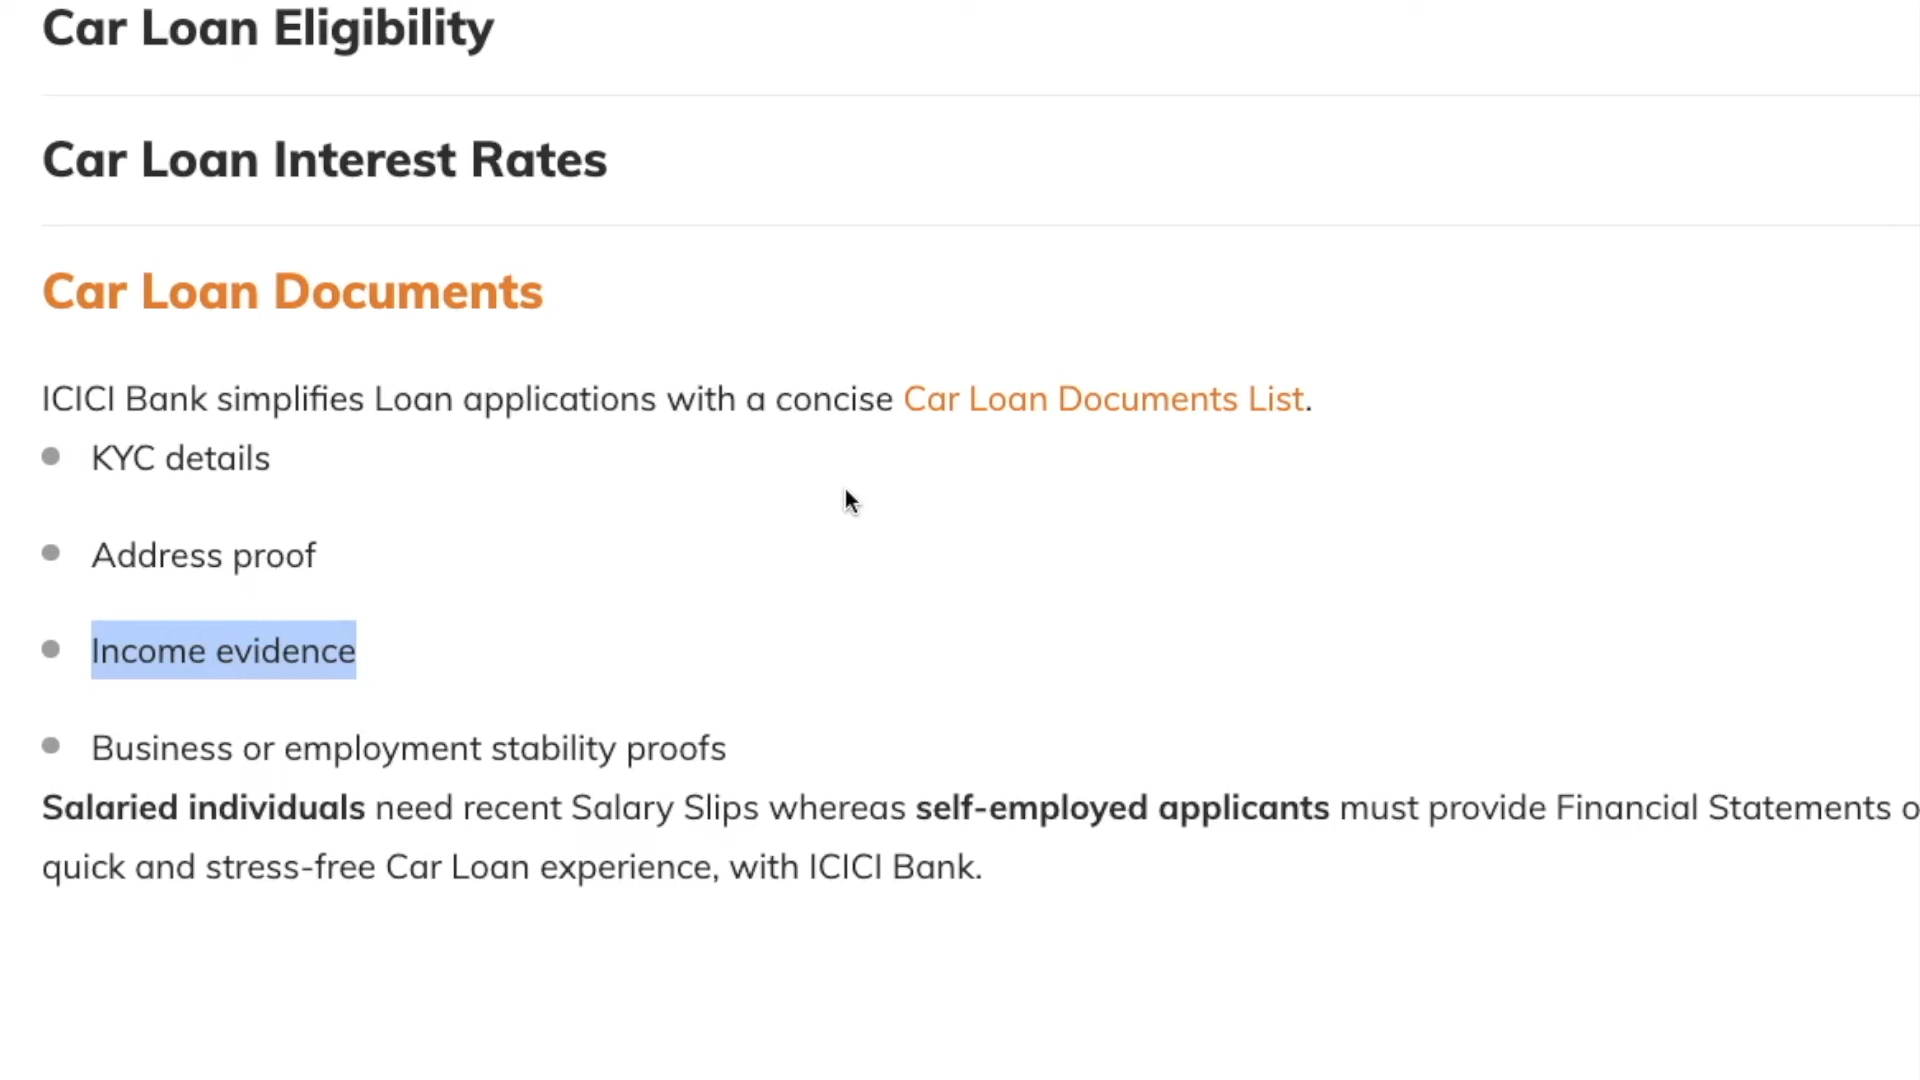 Car Loan Eligibility
Car Loan Interest Rates
Car Loan Documents
ICICI Bank simplifies Loan applications with a concise Car Loan Documents List.
KYC details
Address proof
Income evidence
Business or employment stability proofs
Salaried individuals need recent Salary Slips whereas self-employed applicants must provide Financial Statements
quick and stress-free Car Loan experience, with ICICI Bank.